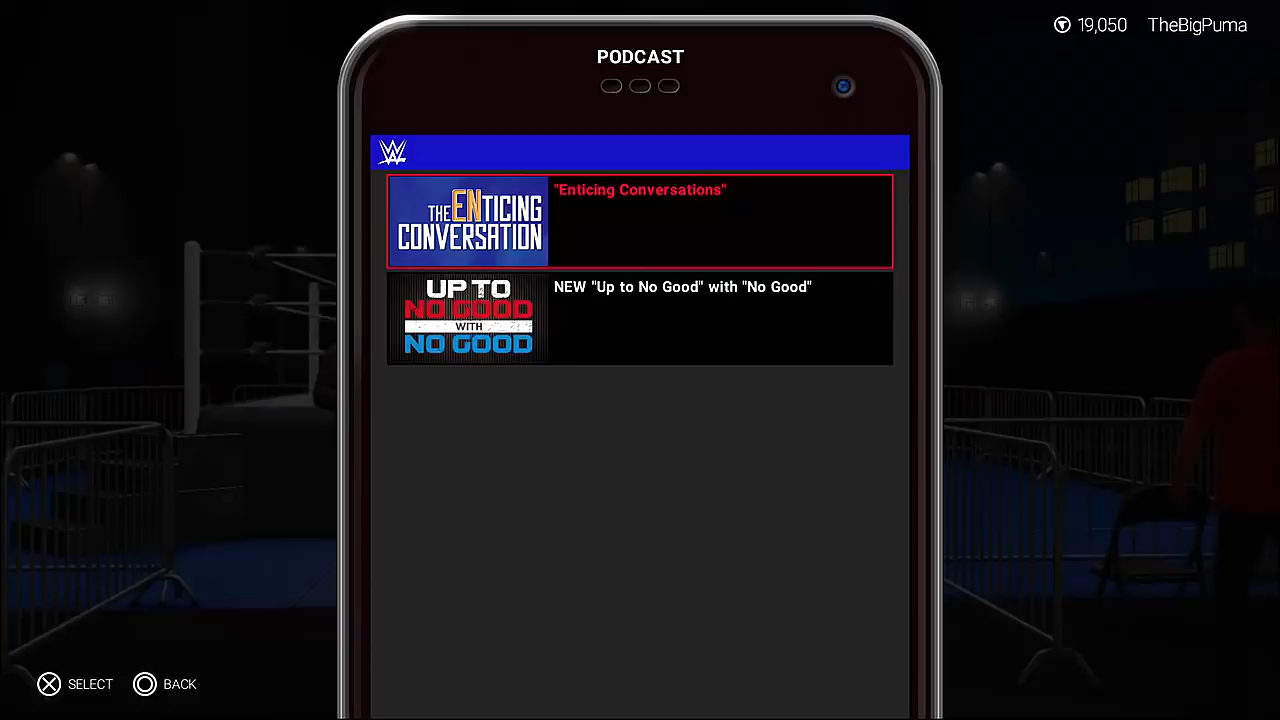 19,050 TheBigPuma
PODCAST
W
THE ENTICING
CONVERSATION
"Enticing Conversations"
UP TO
NO GOOD
WITH
NO GOOD
NEW "Up to No Good" with "No Good"
SELECT BACK